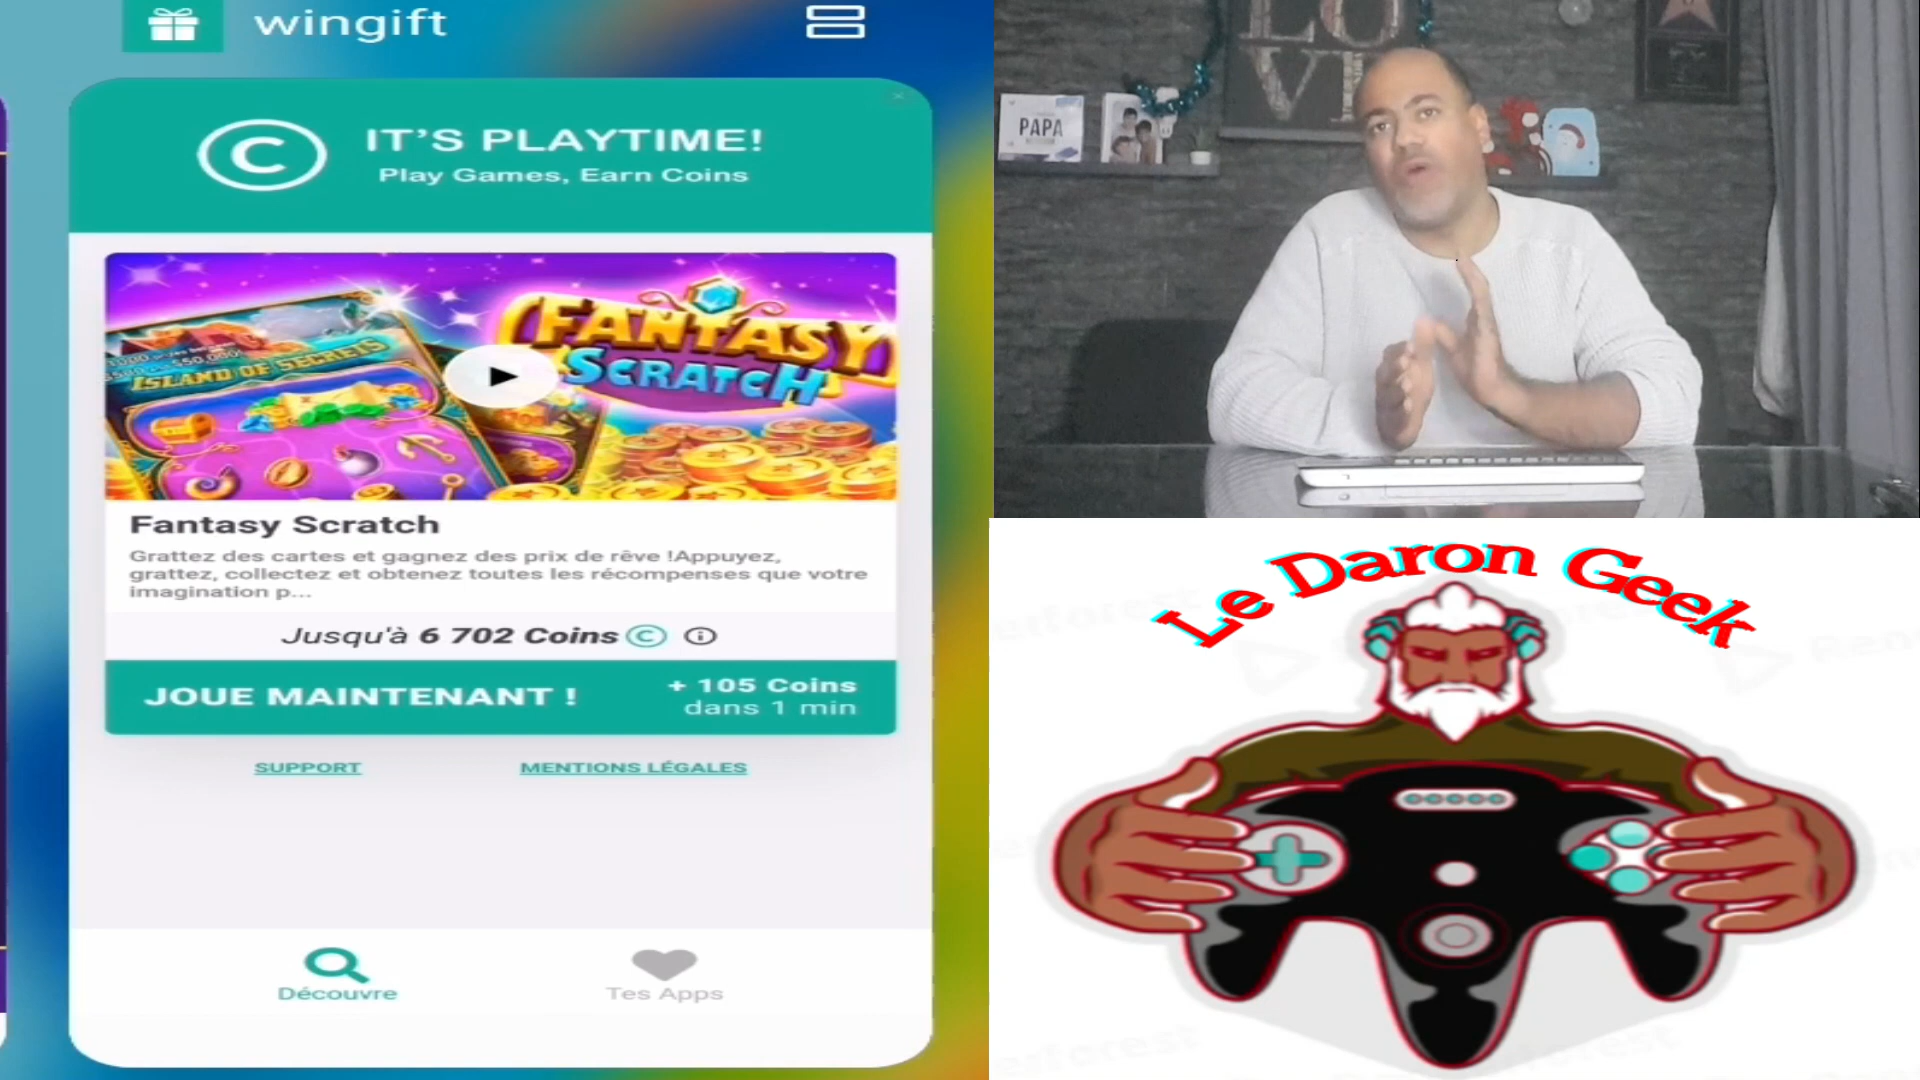 wingift
IT'S PLAYTIME!
Play Games, Earn Coins
ISLAND OF SECRETS
FANTASY
SCRATCH
Fantasy Scratch
Grattez des cartes et gagnez des prix de rêve !Appuyez,
grattez, collectez et obtenez toutes les récompenses que votre
imagination p...
Jusqu'à 6 702 Coins C
JOUE MAINTENANT !
+ 105 Coins
dans 1 min
SUPPORT
MENTIONS LÉGALES
Découvre
Tes Apps
LO
VI
PAPA
Le Daron Geek